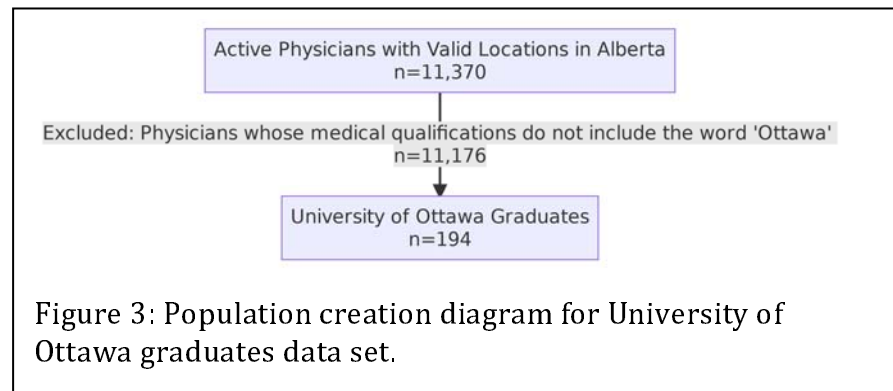 Active Physicians with Valid Locations in Alberta
n=11,370
Excluded: Physicians whose medical qualifications do not include the word 'Ottawa'
n=11,176
University of Ottawa Graduates
n=194
Figure 3: Population creation diagram for University of
Ottawa graduates data set.